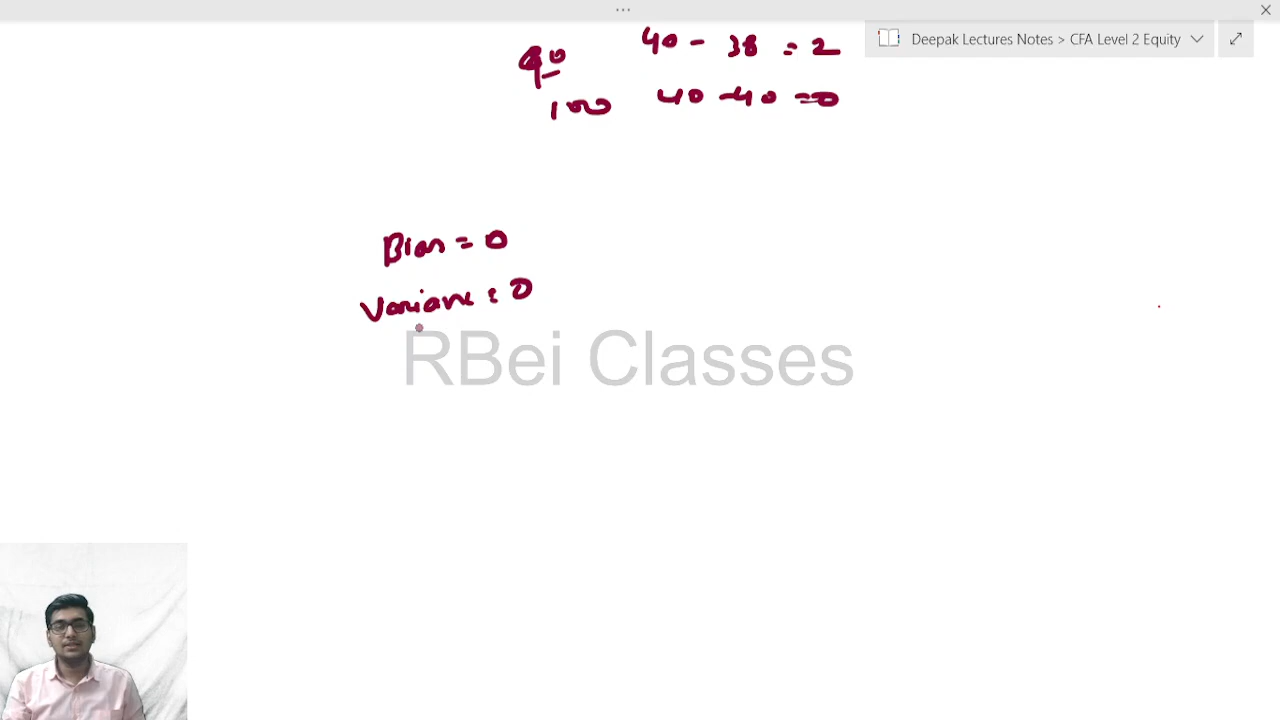 Deepak Lectures Notes > CFA Level 2 Equity
40 - 38 = 2
90
100 40 - 40 = 0
Bias = 0
Variance = 0
RBei Classes